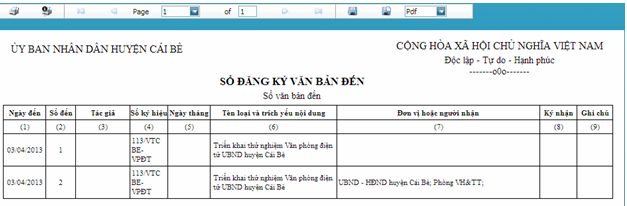 Page 1 of 1 Pdf
ỦY BAN NHÂN DÂN HUYỆN CÁI BÈ
CỘNG HÒA XÃ HỘI CHỦ NGHĨA VIỆT NAM
Độc lập - Tự do - Hạnh phúc
-------o0o-------
SỔ ĐĂNG KÝ VĂN BẢN ĐẾN
Sổ văn bản đến
Ngày đến Số đến Tác giả Số ký hiệu Ngày tháng Tên loại và trích yếu nội dung Đơn vị hoặc người nhận Ký nhận Ghi chú
(1) (2) (3) (4) (5) (6) (7) (8) (9)
03/04/2013 1
113/VTC
BE-
VPĐT
Triển khai thử nghiệm Văn phòng điện
tử UBND huyện Cái Bè
03/04/2013 2
113/VTC
BE-
VPĐT
Triển khai thử nghiệm Văn phòng điện
tử UBND huyện Cái Bè
UBND - HĐND huyện Cái Bè; Phòng VH&TT;